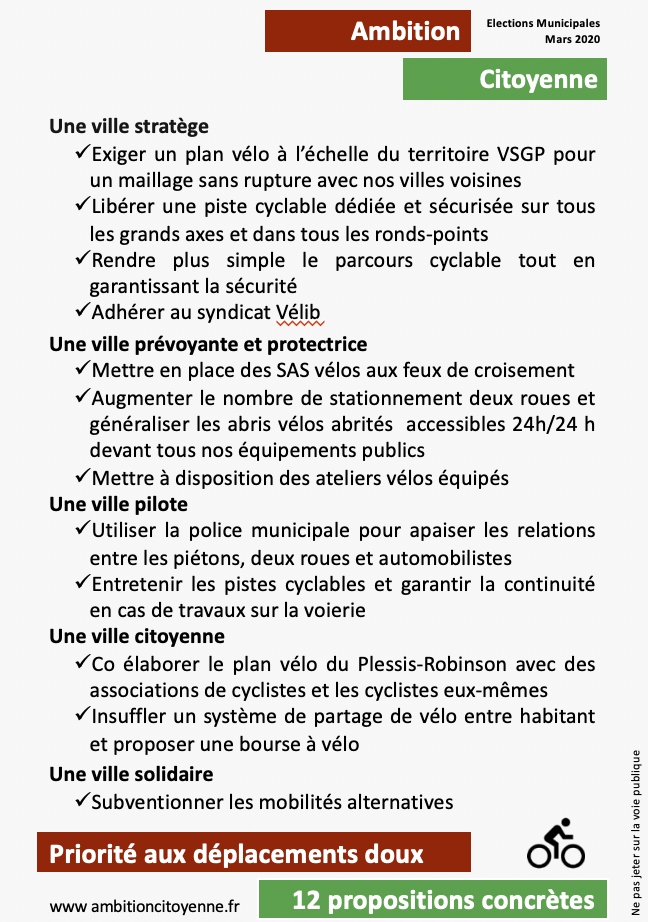 Ambition
Elections Municipales
Mars 2020
Citoyenne
Une ville stratège
✓Exiger un plan vélo à l’échelle du territoire VSGP pour
un maillage sans rupture avec nos villes voisines
✓Libérer une piste cyclable dédiée et sécurisée sur tous
les grands axes et dans tous les ronds-points
✓Rendre plus simple le parcours cyclable tout en
garantissant la sécurité
✓Adhérer au syndicat Vélib
Une ville prévoyante et protectrice
✓Mettre en place des SAS vélos aux feux de croisement
✓Augmenter le nombre de stationnement deux roues et
généraliser les abris vélos abrités accessibles 24h/24 h
devant tous nos équipements publics
✓Mettre à disposition des ateliers vélos équipés
Une ville pilote
✓Utiliser la police municipale pour apaiser les relations
entre les piétons, deux roues et automobilistes
✓Entretenir les pistes cyclables et garantir la continuité
en cas de travaux sur la voierie
Une ville citoyenne
✓Co élaborer le plan vélo du Plessis-Robinson avec des
associations de cyclistes et les cyclistes eux-mêmes
✓Insuffler un système de partage de vélo entre habitant
et proposer une bourse à vélo
Une ville solidaire
✓Subventionner les mobilités alternatives
Priorité aux déplacements doux
www ambitioncitoyenne.fr
12 propositions concrètes
Ne pas jeter sur la voie publique